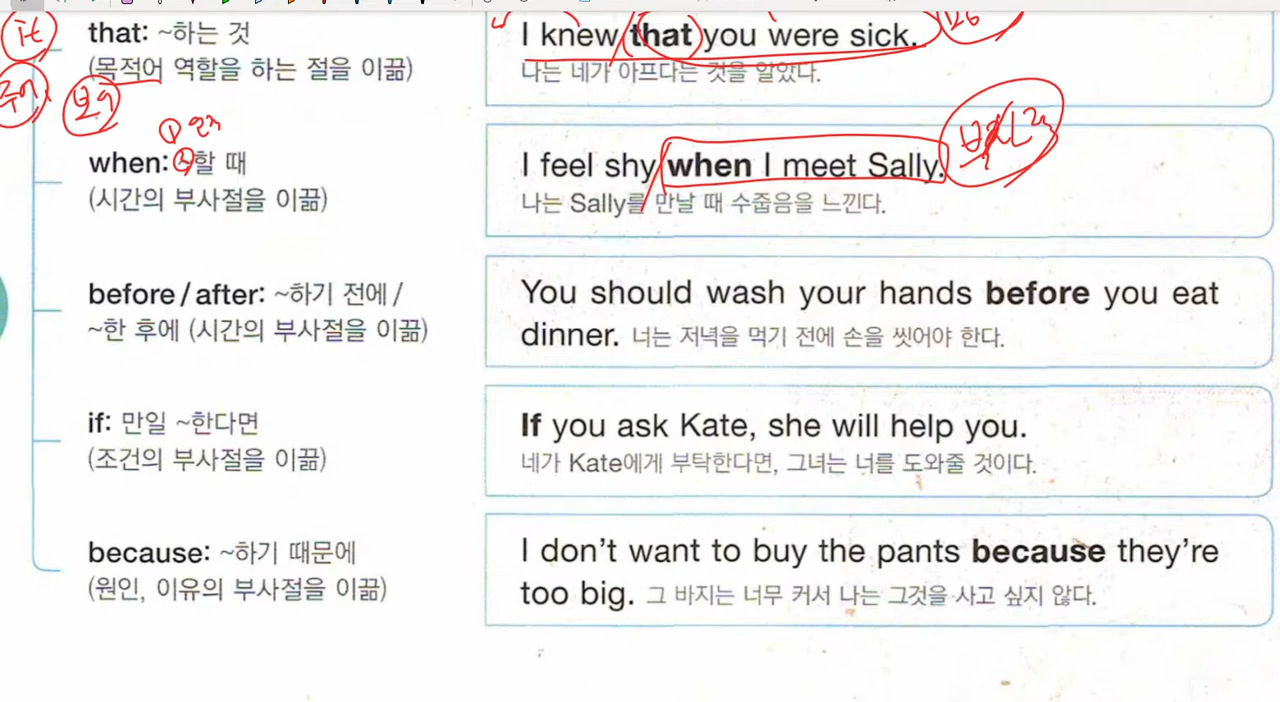 it
that: ~하는 것
(목적어 역할을 하는 절을 이끎)
주어
보어
I knew that you were sick.
나는 네가 아프다는 것을 알았다.
① 언제
when: ~할 때
(시간의 부사절을 이끎)
I feel shy when I meet Sally.
나는 Sally를 만날 때 수줍음을 느낀다.
before / after: ~하기 전에 /
~한 후에 (시간의 부사절을 이끎)
You should wash your hands before you eat
dinner. 너는 저녁을 먹기 전에 손을 씻어야 한다.
if: 만일 ~한다면
(조건의 부사절을 이끎)
If you ask Kate, she will help you.
네가 Kate에게 부탁한다면, 그녀는 너를 도와줄 것이다.
because: ~하기 때문에
(원인, 이유의 부사절을 이끎)
I don't want to buy the pants because they're
too big. 그 바지는 너무 커서 나는 그것을 사고 싶지 않다.